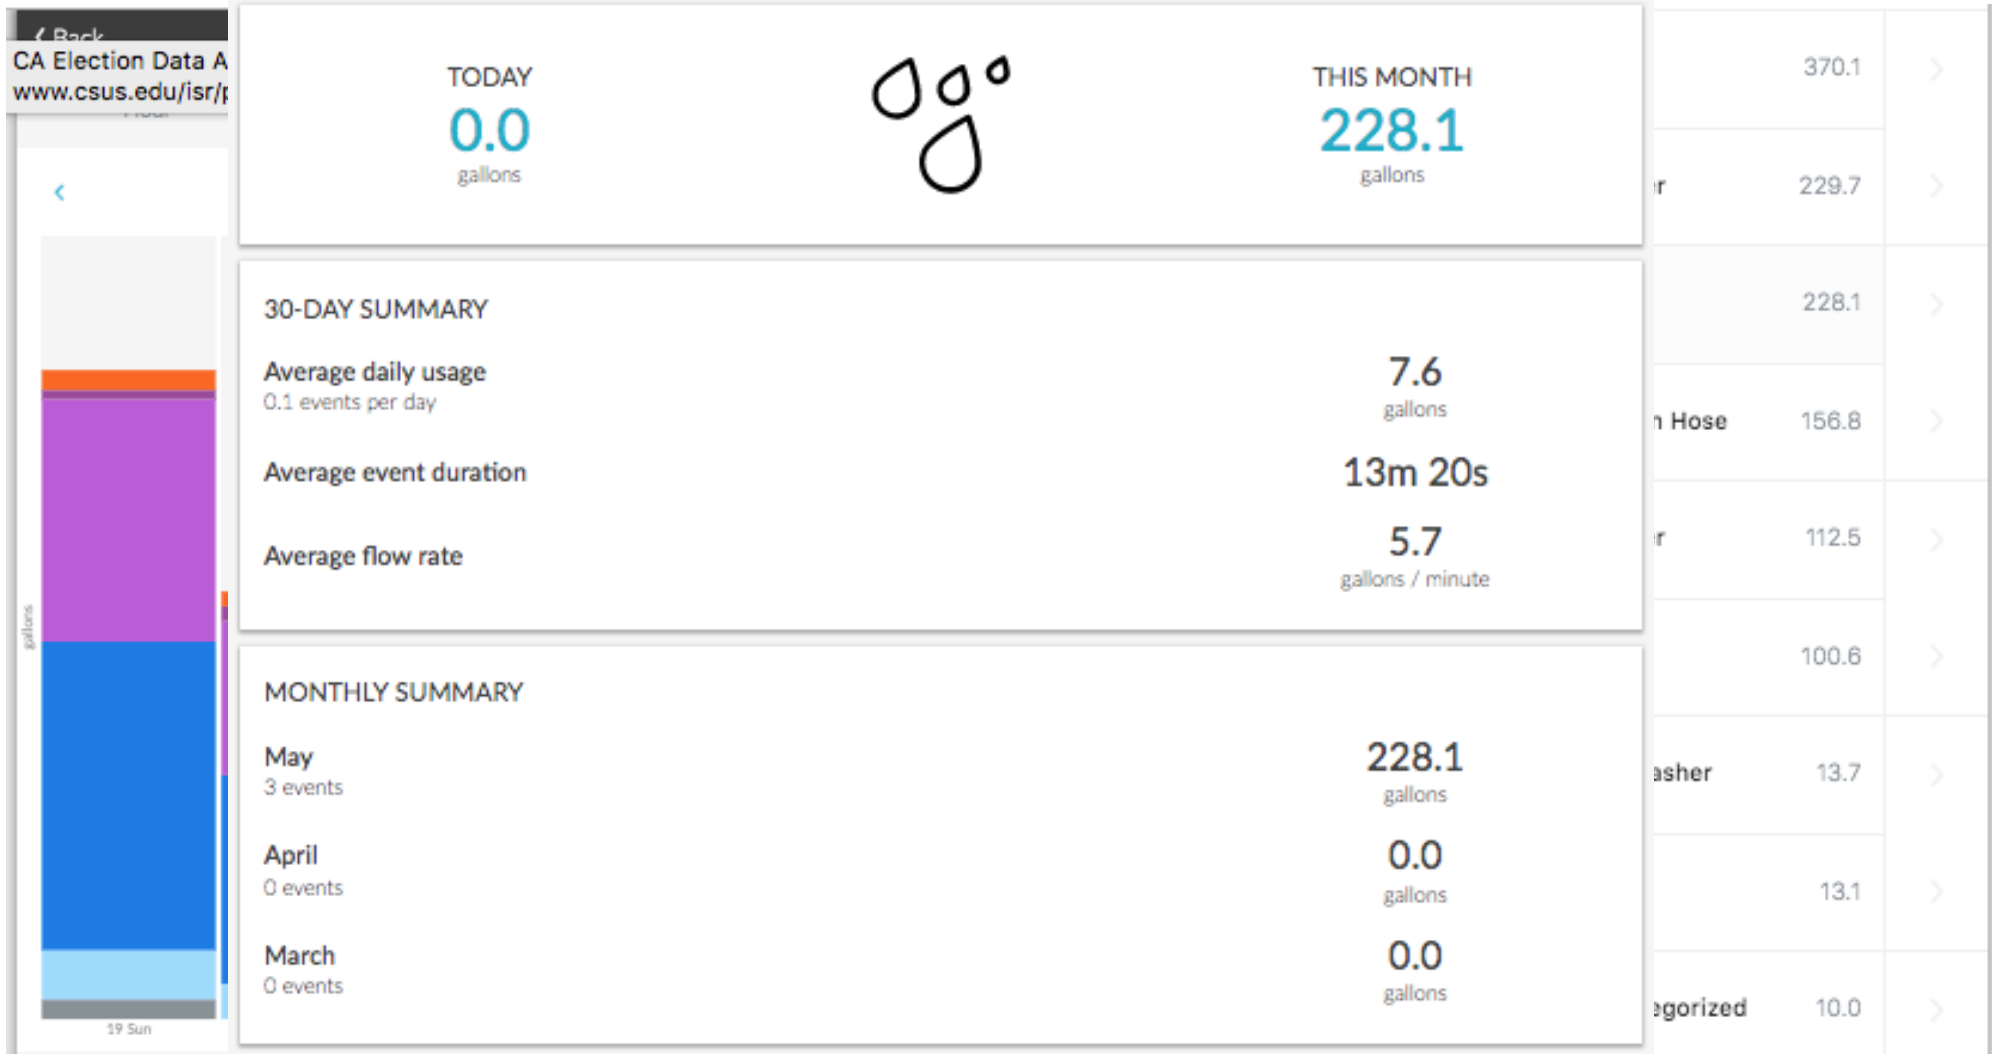 Back
CA Election Data A
www.csus.edu/isr/p
Hour
gallons
19 Sun
TODAY
0.0
gallons
THIS MONTH
228.1
gallons
30-DAY SUMMARY
Average daily usage
0.1 events per day
7.6
gallons
Average event duration
13m 20s
Average flow rate
5.7
gallons / minute
MONTHLY SUMMARY
May
3 events
228.1
gallons
April
0 events
0.0
gallons
March
0 events
0.0
gallons
370.1
r 229.7
228.1
n Hose 156.8
r 112.5
100.6
asher 13.7
13.1
egorized 10.0